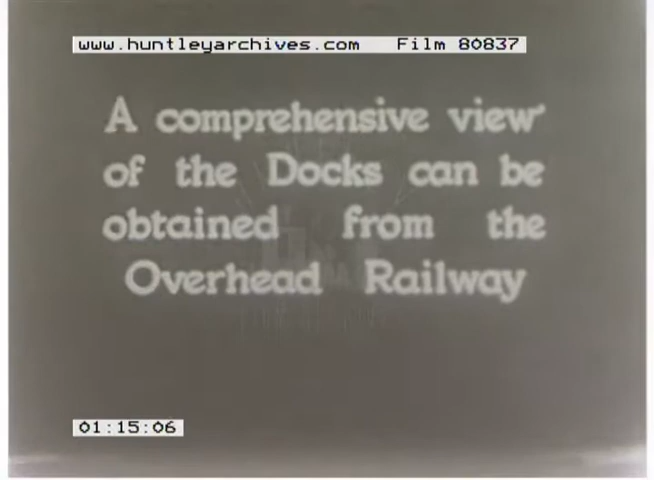 www.huntleyarchives.com Film 80837
A comprehensive view
of the Docks can be
obtained from the
Overhead Railway
01:15:06